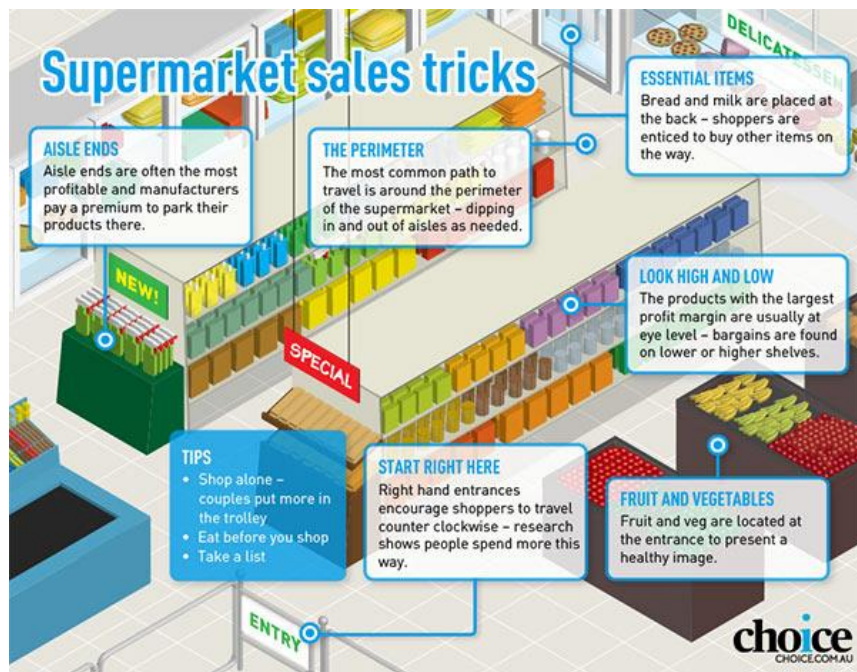 Supermarket sales tricks
DELICATESSEN
ESSENTIAL ITEMS
Bread and milk are placed at
the back – shoppers are
enticed to buy other items on
the way.
AISLE ENDS
Aisle ends are often the most
profitable and manufacturers
pay a premium to park their
products there.
THE PERIMETER
The most common path to
travel is around the perimeter
of the supermarket – dipping
in and out of aisles as needed.
NEW!
LOOK HIGH AND LOW
The products with the largest
profit margin are usually at
eye level – bargains are found
on lower or higher shelves.
SPECIAL
TIPS
• Shop alone –
couples put more in
the trolley
• Eat before you shop
• Take a list
START RIGHT HERE
Right hand entrances
encourage shoppers to travel
counter clockwise – research
shows people spend more this
way.
FRUIT AND VEGETABLES
Fruit and veg are located at
the entrance to present a
healthy image.
ENTRY
choice
CHOICE.COM.AU